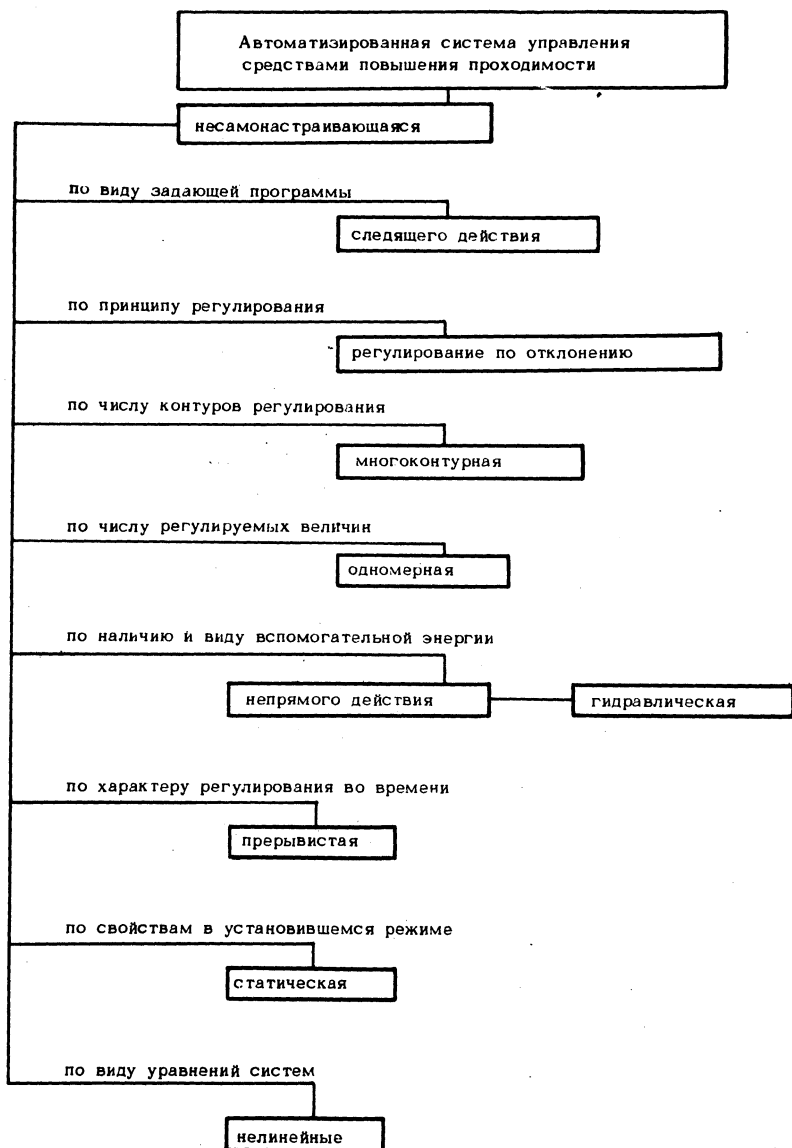 Автоматизированная система управления
средствами повышения проходимости
несамонастраивающаяся
по виду задающей программы
следящего действия
по принципу регулирования
регулирование по отклонению
по числу контуров регулирования
многоконтурная
по числу регулируемых величин
одномерная
по наличию и виду вспомогательной энергии
непрямого действия
гидравлическая
по характеру регулирования во времени
прерывистая
по свойствам в установившемся режиме
статическая
по виду уравнений систем
нелинейные